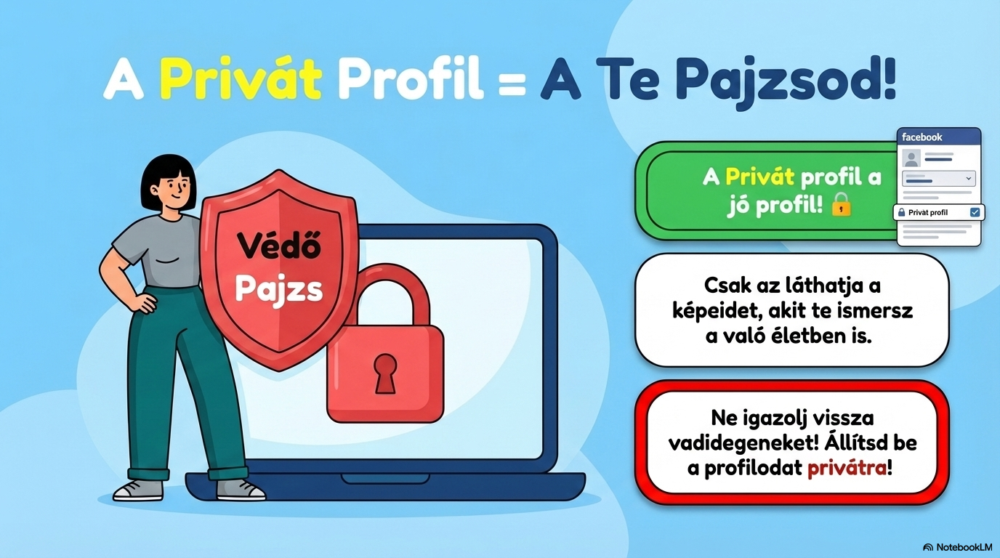 A Privát Profil = A Te Pajzsod!
Védő
Pajzs
facebook
A Privát profil a
jó profil! 🔒
Privát profil
Csak az láthatja a
képeidet, akit te ismersz
a való életben is.
Ne igazolj vissza
vadidegeneket! Állítsd be
a profilodat privátra!
NotebookLM